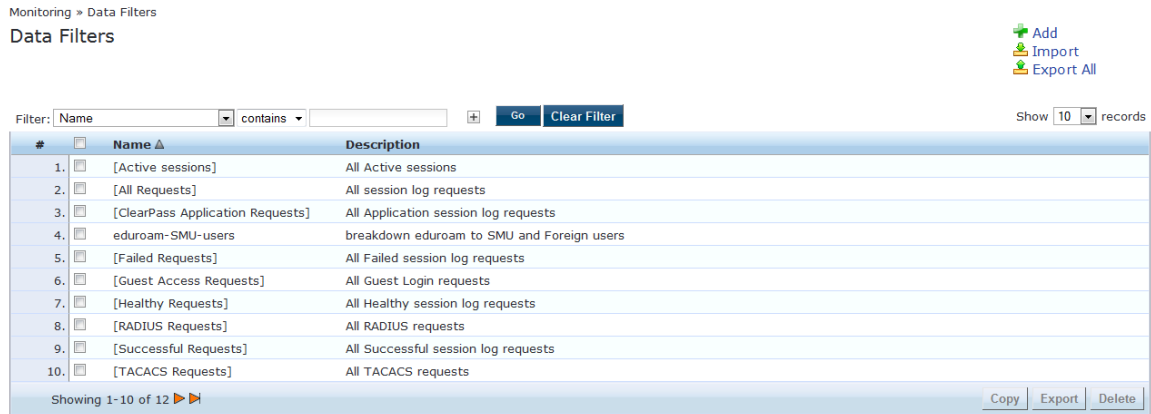 Monitoring » Data Filters
Data Filters
Add
Import
Export All
Filter: Name contains Go Clear Filter Show 10 records
# Name Description
1. [Active sessions] All Active sessions
2. [All Requests] All session log requests
3. [ClearPass Application Requests] All Application session log requests
4. eduroam-SMU-users breakdown eduroam to SMU and Foreign users
5. [Failed Requests] All Failed session log requests
6. [Guest Access Requests] All Guest Login requests
7. [Healthy Requests] All Healthy session log requests
8. [RADIUS Requests] All RADIUS requests
9. [Successful Requests] All Successful session log requests
10. [TACACS Requests] All TACACS requests
Showing 1-10 of 12 Copy Export Delete